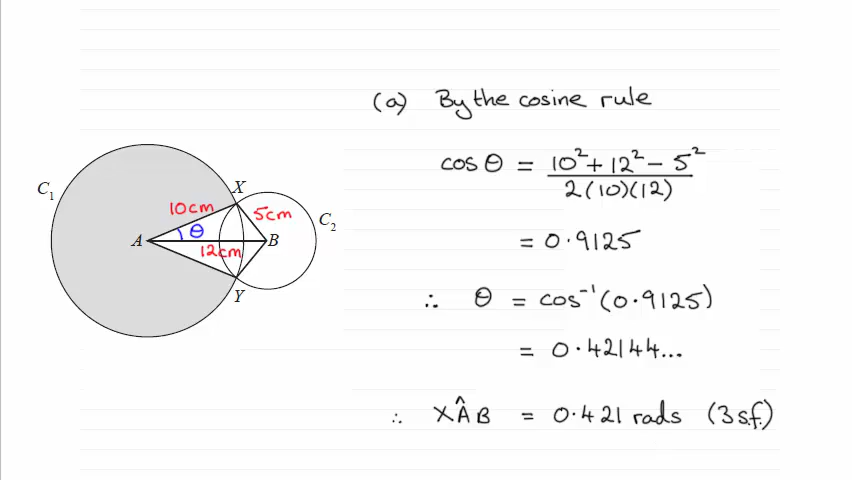 (a) By the cosine rule
cos θ = 10² + 12² − 5² / 2(10)(12)
= 0.9125
∴ θ = cos⁻¹(0.9125)
= 0.42144...
∴ XÂB = 0.421 rads (3 s.f.)
C₁
X
10cm
5cm
C₂
A
θ
12cm
B
Y